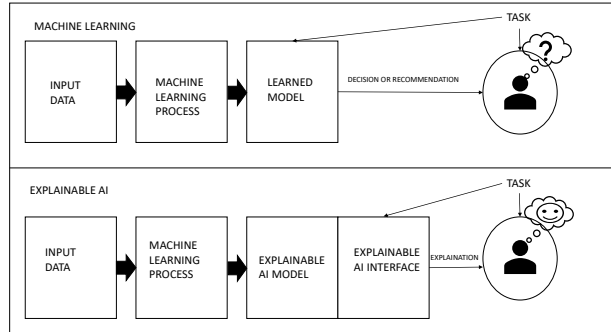 MACHINE LEARNING
TASK
INPUT
DATA
MACHINE
LEARNING
PROCESS
LEARNED
MODEL
DECISION OR RECOMMENDATION
?
EXPLAINABLE AI
TASK
INPUT
DATA
MACHINE
LEARNING
PROCESS
EXPLAINABLE
AI MODEL
EXPLAINABLE
AI INTERFACE
EXPLAINATION